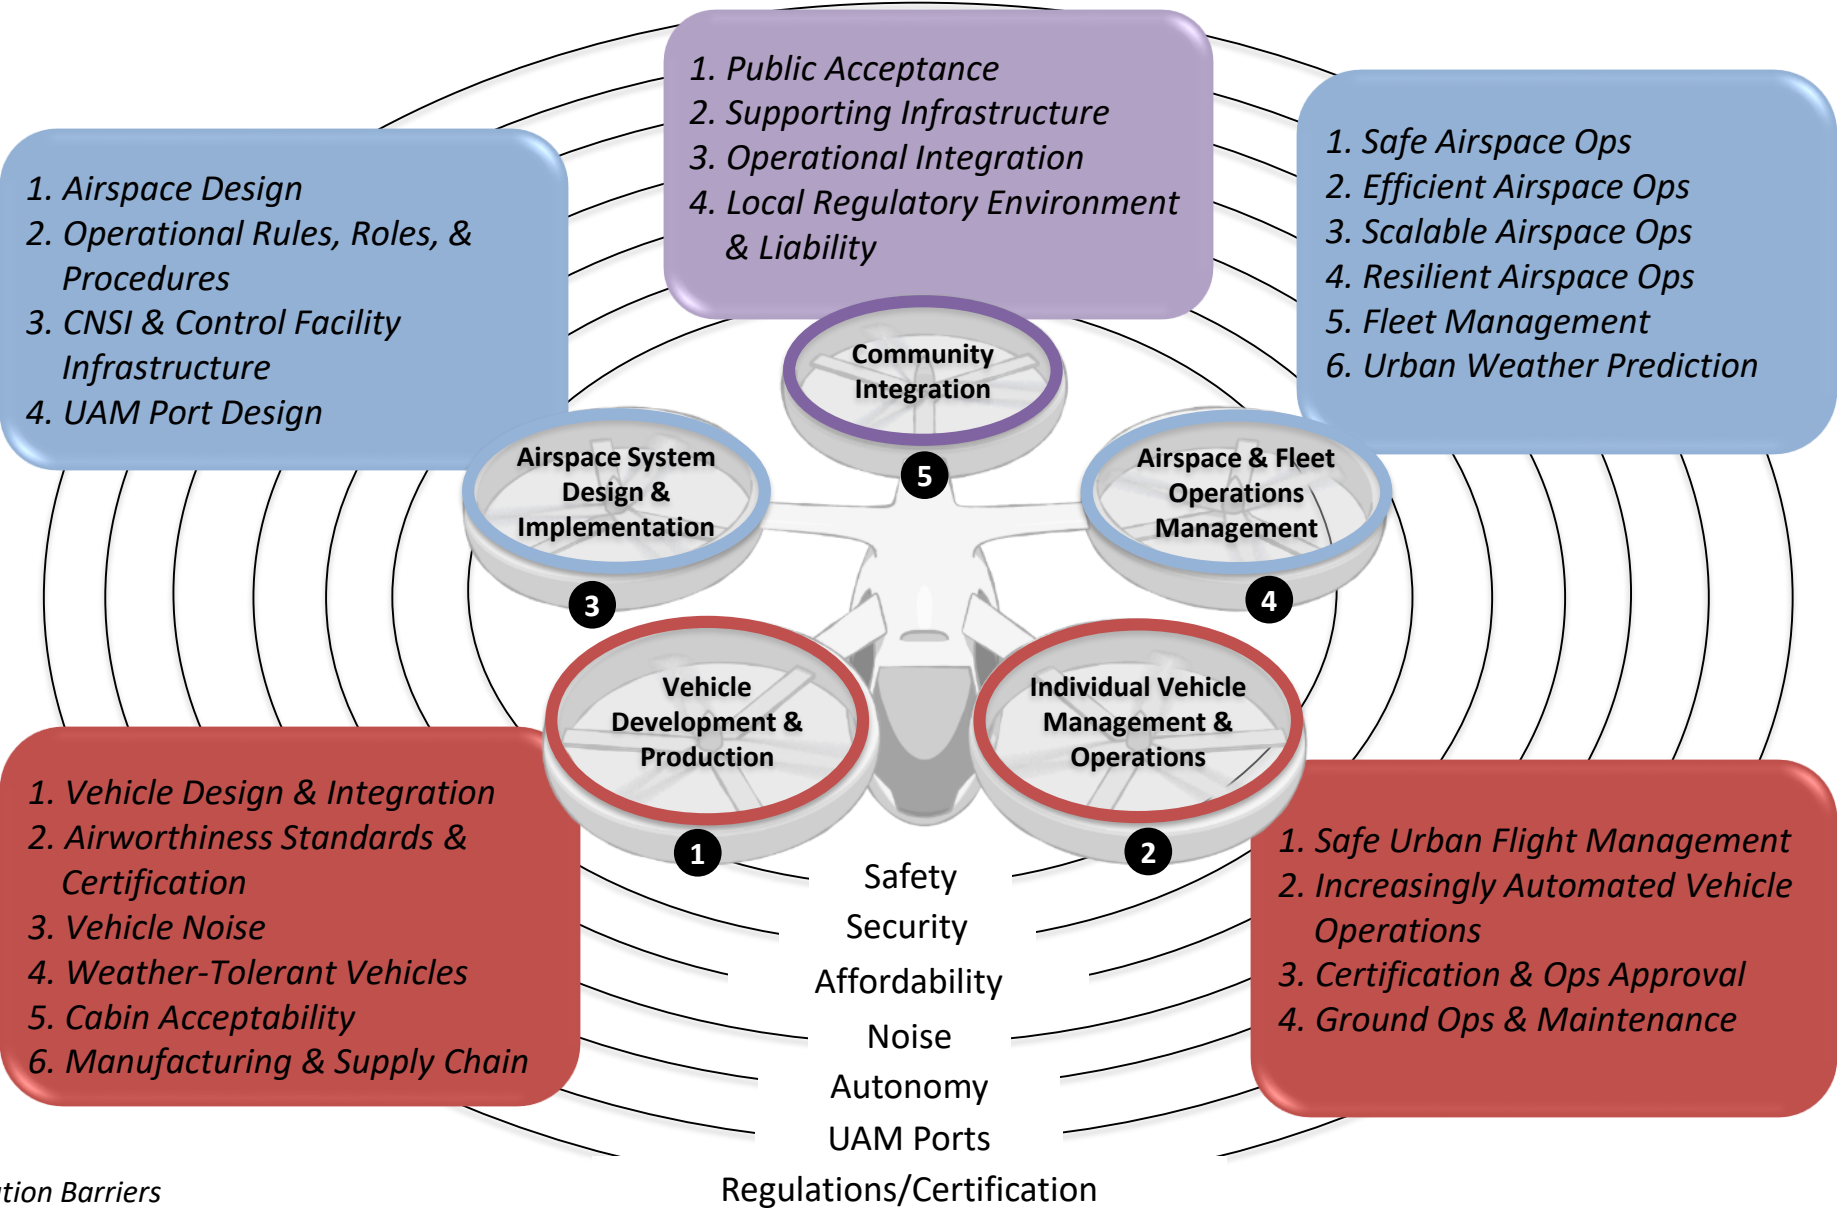 1. Public Acceptance
2. Supporting Infrastructure
3. Operational Integration
4. Local Regulatory Environment
& Liability
1. Airspace Design
2. Operational Rules, Roles, &
Procedures
3. CNSI & Control Facility
Infrastructure
4. UAM Port Design
1. Safe Airspace Ops
2. Efficient Airspace Ops
3. Scalable Airspace Ops
4. Resilient Airspace Ops
5. Fleet Management
6. Urban Weather Prediction
Community
Integration
5
Airspace System
Design &
Implementation
3
Airspace & Fleet
Operations
Management
4
Vehicle
Development &
Production
1
Individual Vehicle
Management &
Operations
2
1. Vehicle Design & Integration
2. Airworthiness Standards &
Certification
3. Vehicle Noise
4. Weather-Tolerant Vehicles
5. Cabin Acceptability
6. Manufacturing & Supply Chain
1. Safe Urban Flight Management
2. Increasingly Automated Vehicle
Operations
3. Certification & Ops Approval
4. Ground Ops & Maintenance
Safety
Security
Affordability
Noise
Autonomy
UAM Ports
Regulations/Certification
Barriers